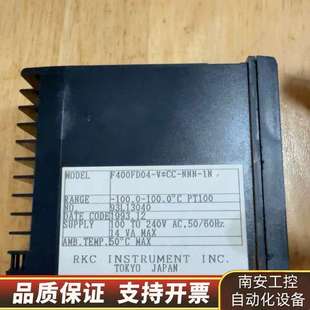 MODEL F400FD04-V*CC-NNN-1N
RANGE -100.0-100.0°C PT100
NO. 93L13040
DATE CODE 1993.12
SUPPLY 100 TO 240V AC.50/60Hz
14 VA MAX
AMB.TEMP.50°C MAX
RKC INSTRUMENT INC.
TOKYO JAPAN
品质保证 支持开票
南安工控
自动化设备